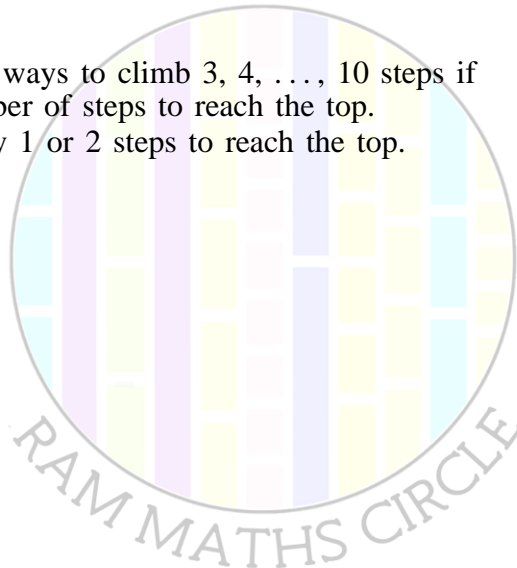 ways to climb 3, 4, . . . , 10 steps if
ber of steps to reach the top.
y 1 or 2 steps to reach the top.
RAM MATHS CIRCLE